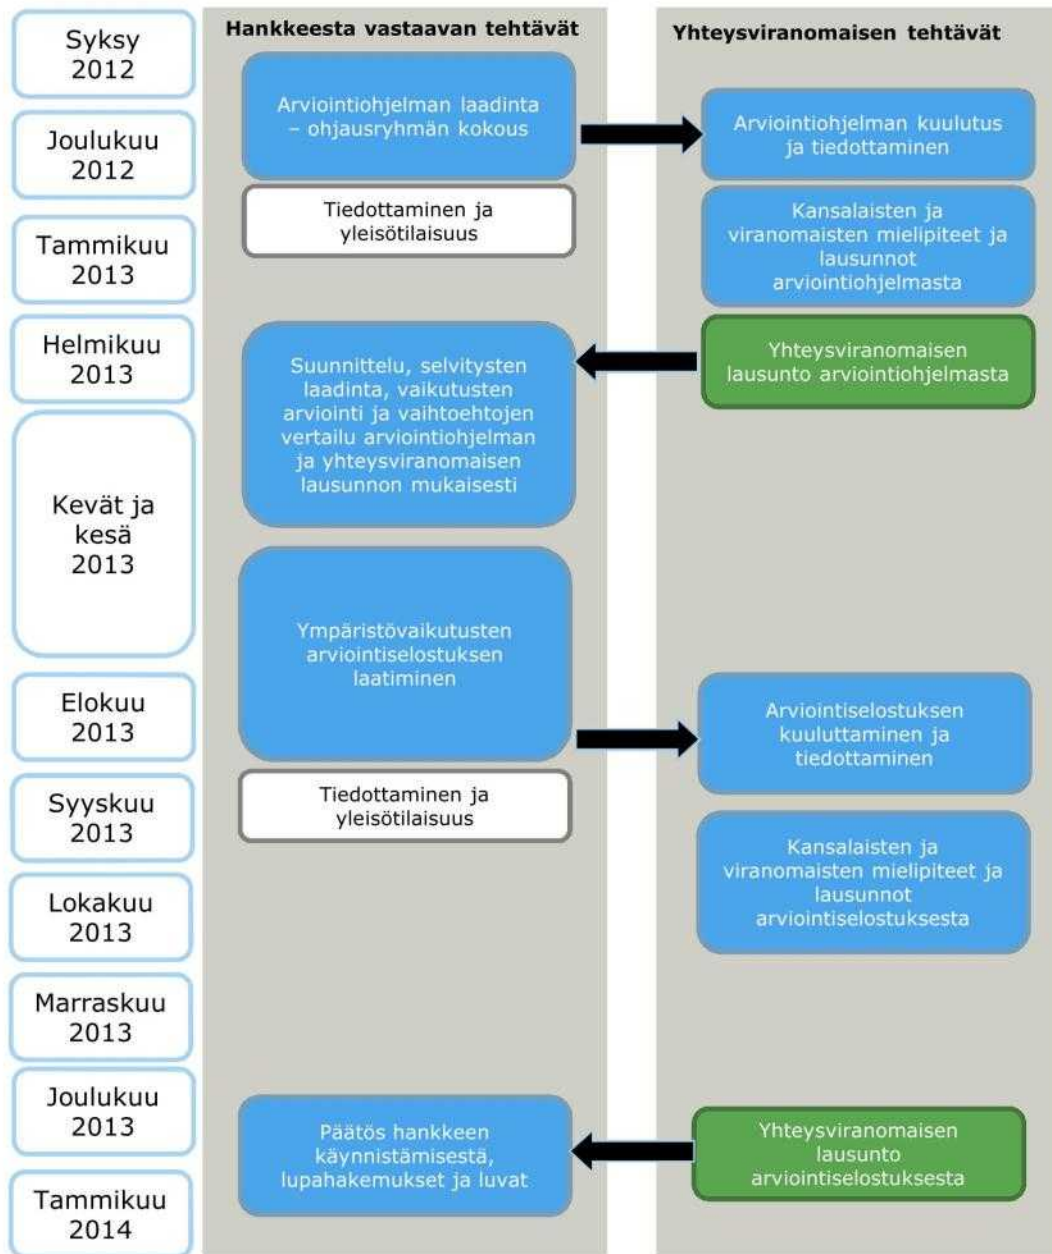 Syksy
2012
Joulukuu
2012
Tammikuu
2013
Helmikuu
2013
Kevät ja
kesä
2013
Elokuu
2013
Syyskuu
2013
Lokakuu
2013
Marraskuu
2013
Joulukuu
2013
Tammikuu
2014
Hankkeesta vastaavan tehtävät
Arviointiohjelman laadinta
– ohjausryhmän kokous
Tiedottaminen ja
yleisötilaisuus
Suunnittelu, selvitysten
laadinta, vaikutusten
arviointi ja vaihtoehtojen
vertailu arviointiohjelman
ja yhteysviranomaisen
lausunnon mukaisesti
Ympäristövaikutusten
arviointiselostuksen
laatiminen
Tiedottaminen ja
yleisötilaisuus
Päätös hankkeen
käynnistämisestä,
lupahakemukset ja luvat
Yhteysviranomaisen tehtävät
Arviointiohjelman kuulutus
ja tiedottaminen
Kansalaisten ja
viranomaisten mielipiteet ja
lausunnot
arviointiohjelmasta
Yhteysviranomaisen
lausunto arviointiohjelmasta
Arviointiselostuksen
kuuluttaminen ja
tiedottaminen
Kansalaisten ja
viranomaisten mielipiteet ja
lausunnot
arviointiselostuksesta
Yhteysviranomaisen
lausunto
arviointiselostuksesta